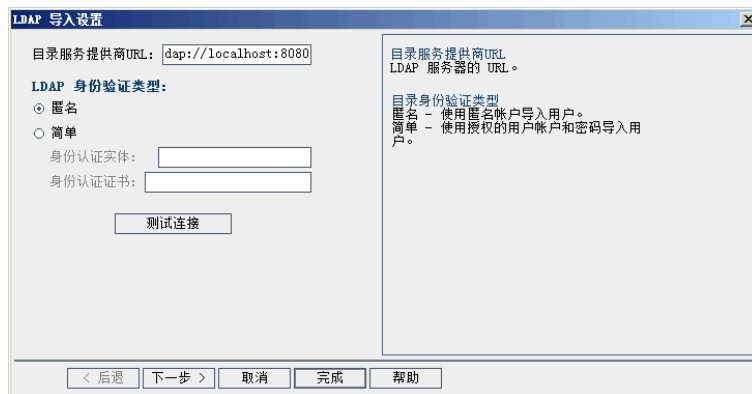 LDAP 导入设置
目录服务提供商URL: dap://localhost:8080
LDAP 身份验证类型:
匿名
简单
身份认证实体:
身份认证证书:
测试连接
目录服务提供商URL
LDAP 服务器的 URL。
目录身份验证类型
匿名 - 使用匿名帐户导入用户。
简单 - 使用授权的用户帐户和密码导入用
户。
< 后退 下一步 > 取消 完成 帮助